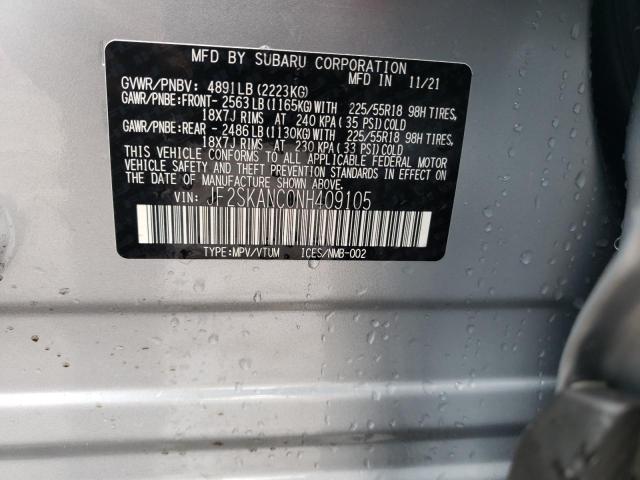 MFD BY SUBARU CORPORATION
MFD IN 11/21
GVWR/PNBV: 4891LB(2223KG)
GAWR/PNBE:FRONT- 2563LB(1165KG)WITH 225/55R18 98H TIRES,
18X7J RIMS AT 240 KPA(35 PSI)COLD
GAWR/PNBE:REAR - 2486LB(1130KG)WITH 225/55R18 98H TIRES,
18X7J RIMS AT 230 KPA(33 PSI)COLD
THIS VEHICLE CONFORMS TO ALL APPLICABLE FEDERAL MOTOR
VEHICLE SAFETY AND THEFT PREVENTION STANDARDS IN EFFECT ON
THE DATE OF MANUFACTURE SHOWN ABOVE.
VIN: JF2SKANC0NH409105
TYPE:MPV/VTUM ICES/NMB-002